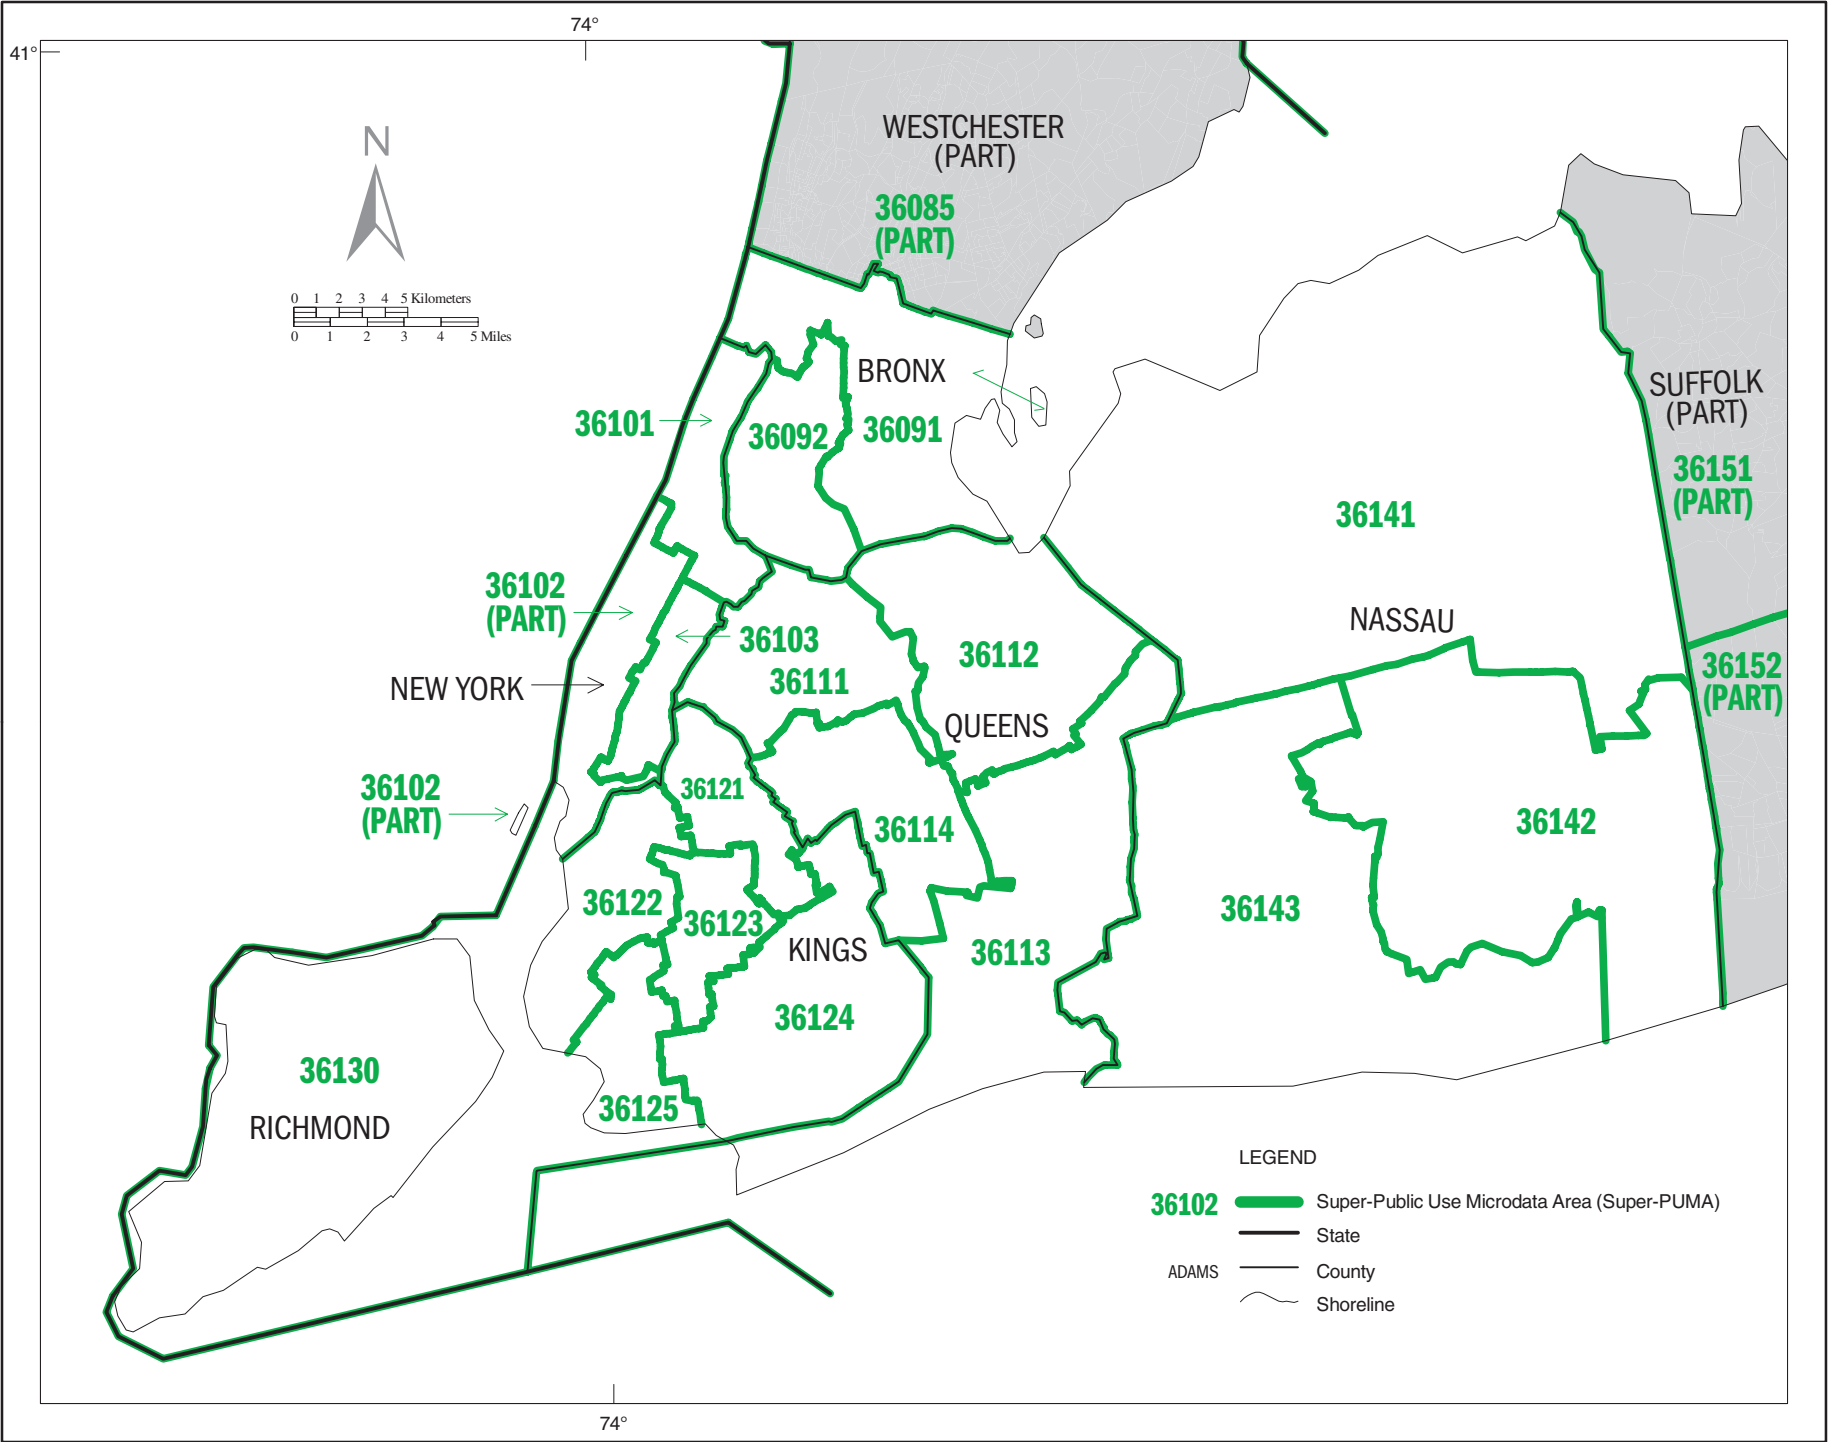 74°
41°
N
WESTCHESTER
(PART)
36085
(PART)
0 1 2 3 4 5 Kilometers
0 1 2 3 4 5 Miles
BRONX
36101
36092
36091
SUFFOLK
(PART)
36151
(PART)
36141
36102
(PART)
NASSAU
36103
36112
36111
36152
(PART)
NEW YORK
QUEENS
36102
(PART)
36121
36114
36142
36122
36123
36143
KINGS
36113
36124
36130
RICHMOND
36125
LEGEND
36102 Super-Public Use Microdata Area (Super-PUMA)
State
ADAMS County
Shoreline
74°